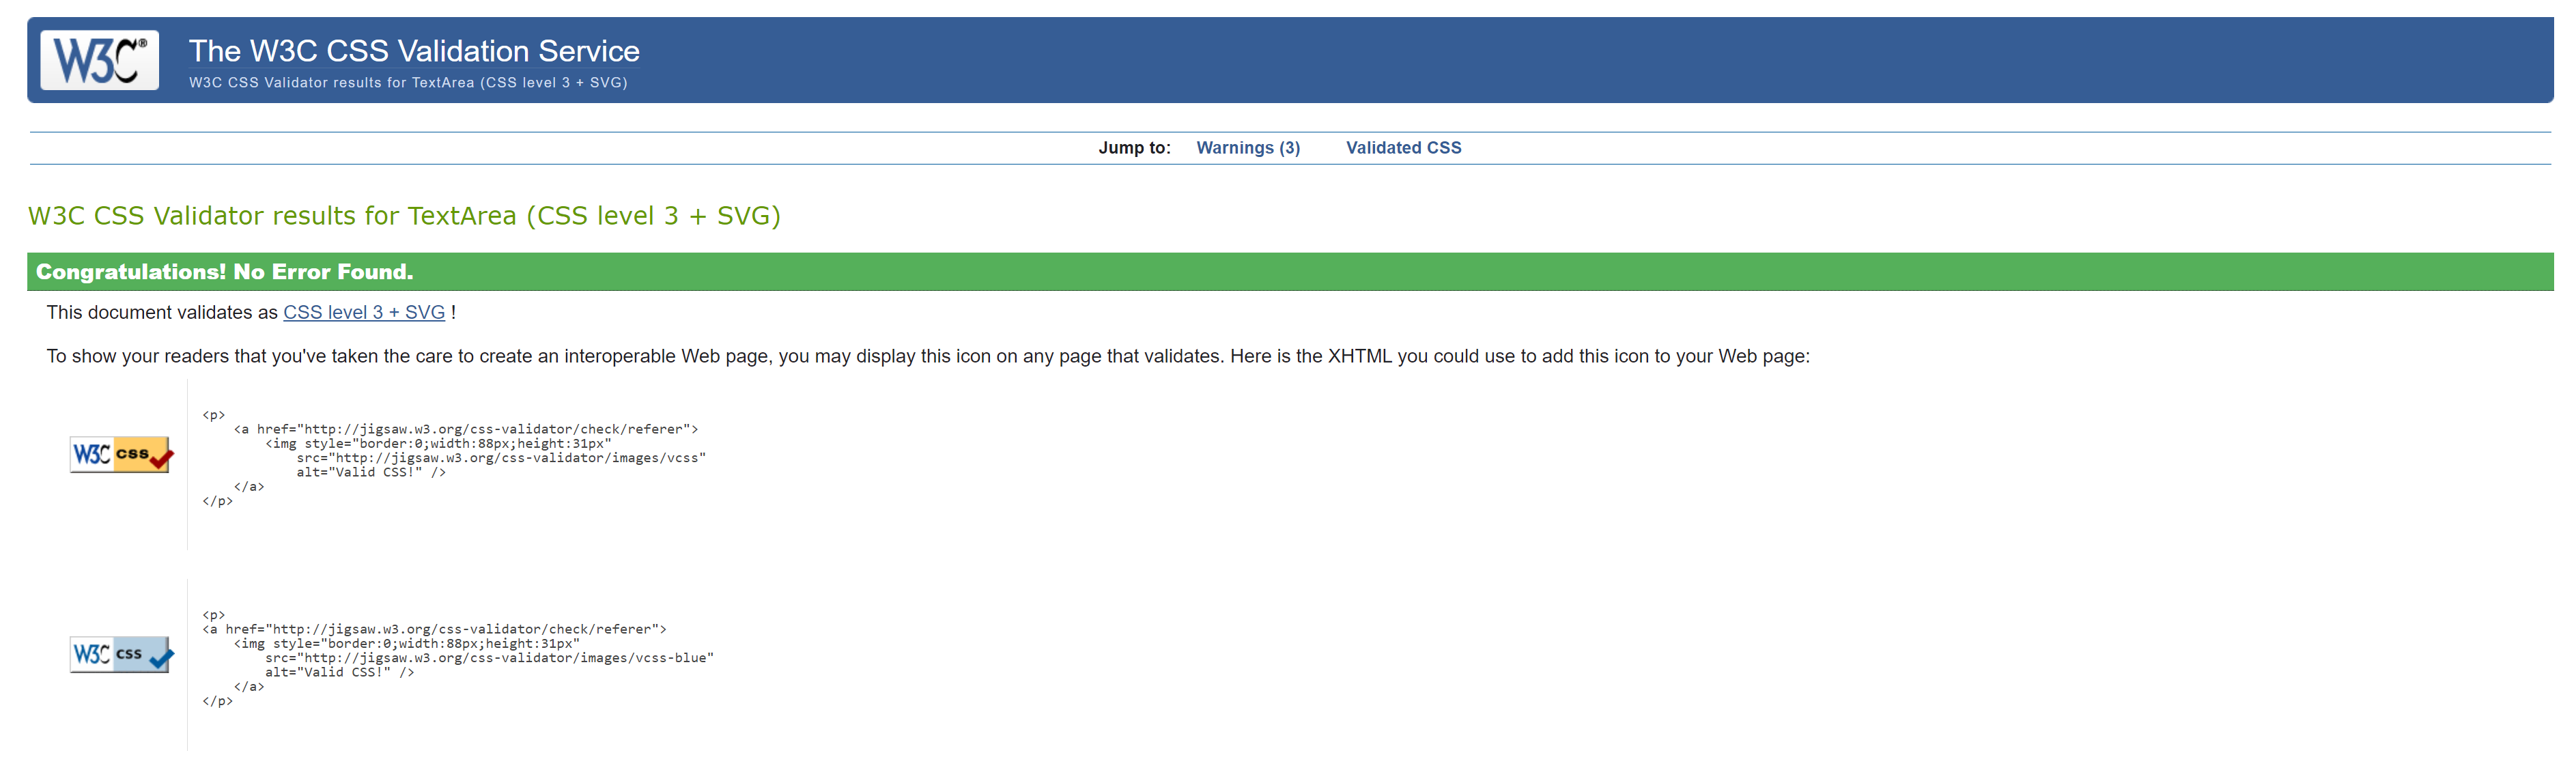 W3C®
The W3C CSS Validation Service
W3C CSS Validator results for TextArea (CSS level 3 + SVG)
Jump to: Warnings (3) Validated CSS
W3C CSS Validator results for TextArea (CSS level 3 + SVG)
Congratulations! No Error Found.
This document validates as CSS level 3 + SVG !
To show your readers that you've taken the care to create an interoperable Web page, you may display this icon on any page that validates. Here is the XHTML you could use to add this icon to your Web page:
W3C css
<p>
    <a href="http://jigsaw.w3.org/css-validator/check/referer">
        <img style="border:0;width:88px;height:31px"
            src="http://jigsaw.w3.org/css-validator/images/vcss"
            alt="Valid CSS!" />
    </a>
</p>
W3C css
<p>
<a href="http://jigsaw.w3.org/css-validator/check/referer">
    <img style="border:0;width:88px;height:31px"
        src="http://jigsaw.w3.org/css-validator/images/vcss-blue"
        alt="Valid CSS!" />
    </a>
</p>